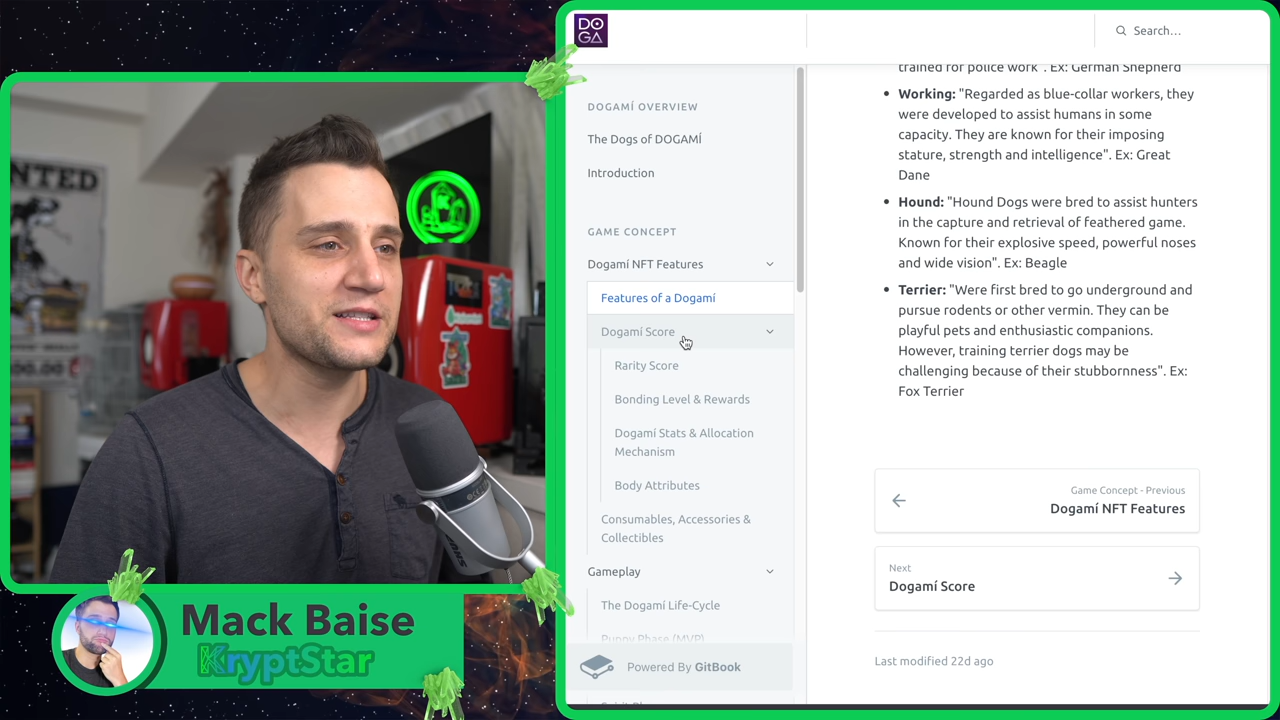 DO
GA
Search…
DOGAMÍ OVERVIEW
The Dogs of DOGAMÍ
Introduction
GAME CONCEPT
Dogamí NFT Features
Features of a Dogamí
Dogamí Score
Rarity Score
Bonding Level & Rewards
Dogamí Stats & Allocation
Mechanism
Body Attributes
Consumables, Accessories &
Collectibles
Gameplay
The Dogamí Life-Cycle
Puppy Phase (MVP)
Powered By GitBook
trained for police work". Ex: German Shepherd
Working: "Regarded as blue-collar workers, they
were developed to assist humans in some
capacity. They are known for their imposing
stature, strength and intelligence". Ex: Great
Dane
Hound: "Hound Dogs were bred to assist hunters
in the capture and retrieval of feathered game.
Known for their explosive speed, powerful noses
and wide vision". Ex: Beagle
Terrier: "Were first bred to go underground and
pursue rodents or other vermin. They can be
playful pets and enthusiastic companions.
However, training terrier dogs may be
challenging because of their stubbornness". Ex:
Fox Terrier
Game Concept - Previous
Dogamí NFT Features
Next
Dogamí Score
Last modified 22d ago
NTED
Mack Baise
KryptStar